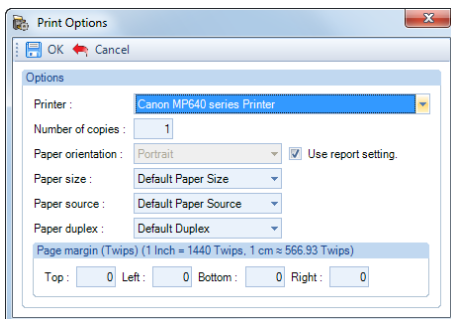 Print Options
OK Cancel
Options
Printer : Canon MP640 series Printer
Number of copies : 1
Paper orientation : Portrait Use report setting.
Paper size : Default Paper Size
Paper source : Default Paper Source
Paper duplex : Default Duplex
Page margin (Twips) (1 Inch = 1440 Twips, 1 cm ≈ 566.93 Twips)
Top : 0 Left : 0 Bottom : 0 Right : 0